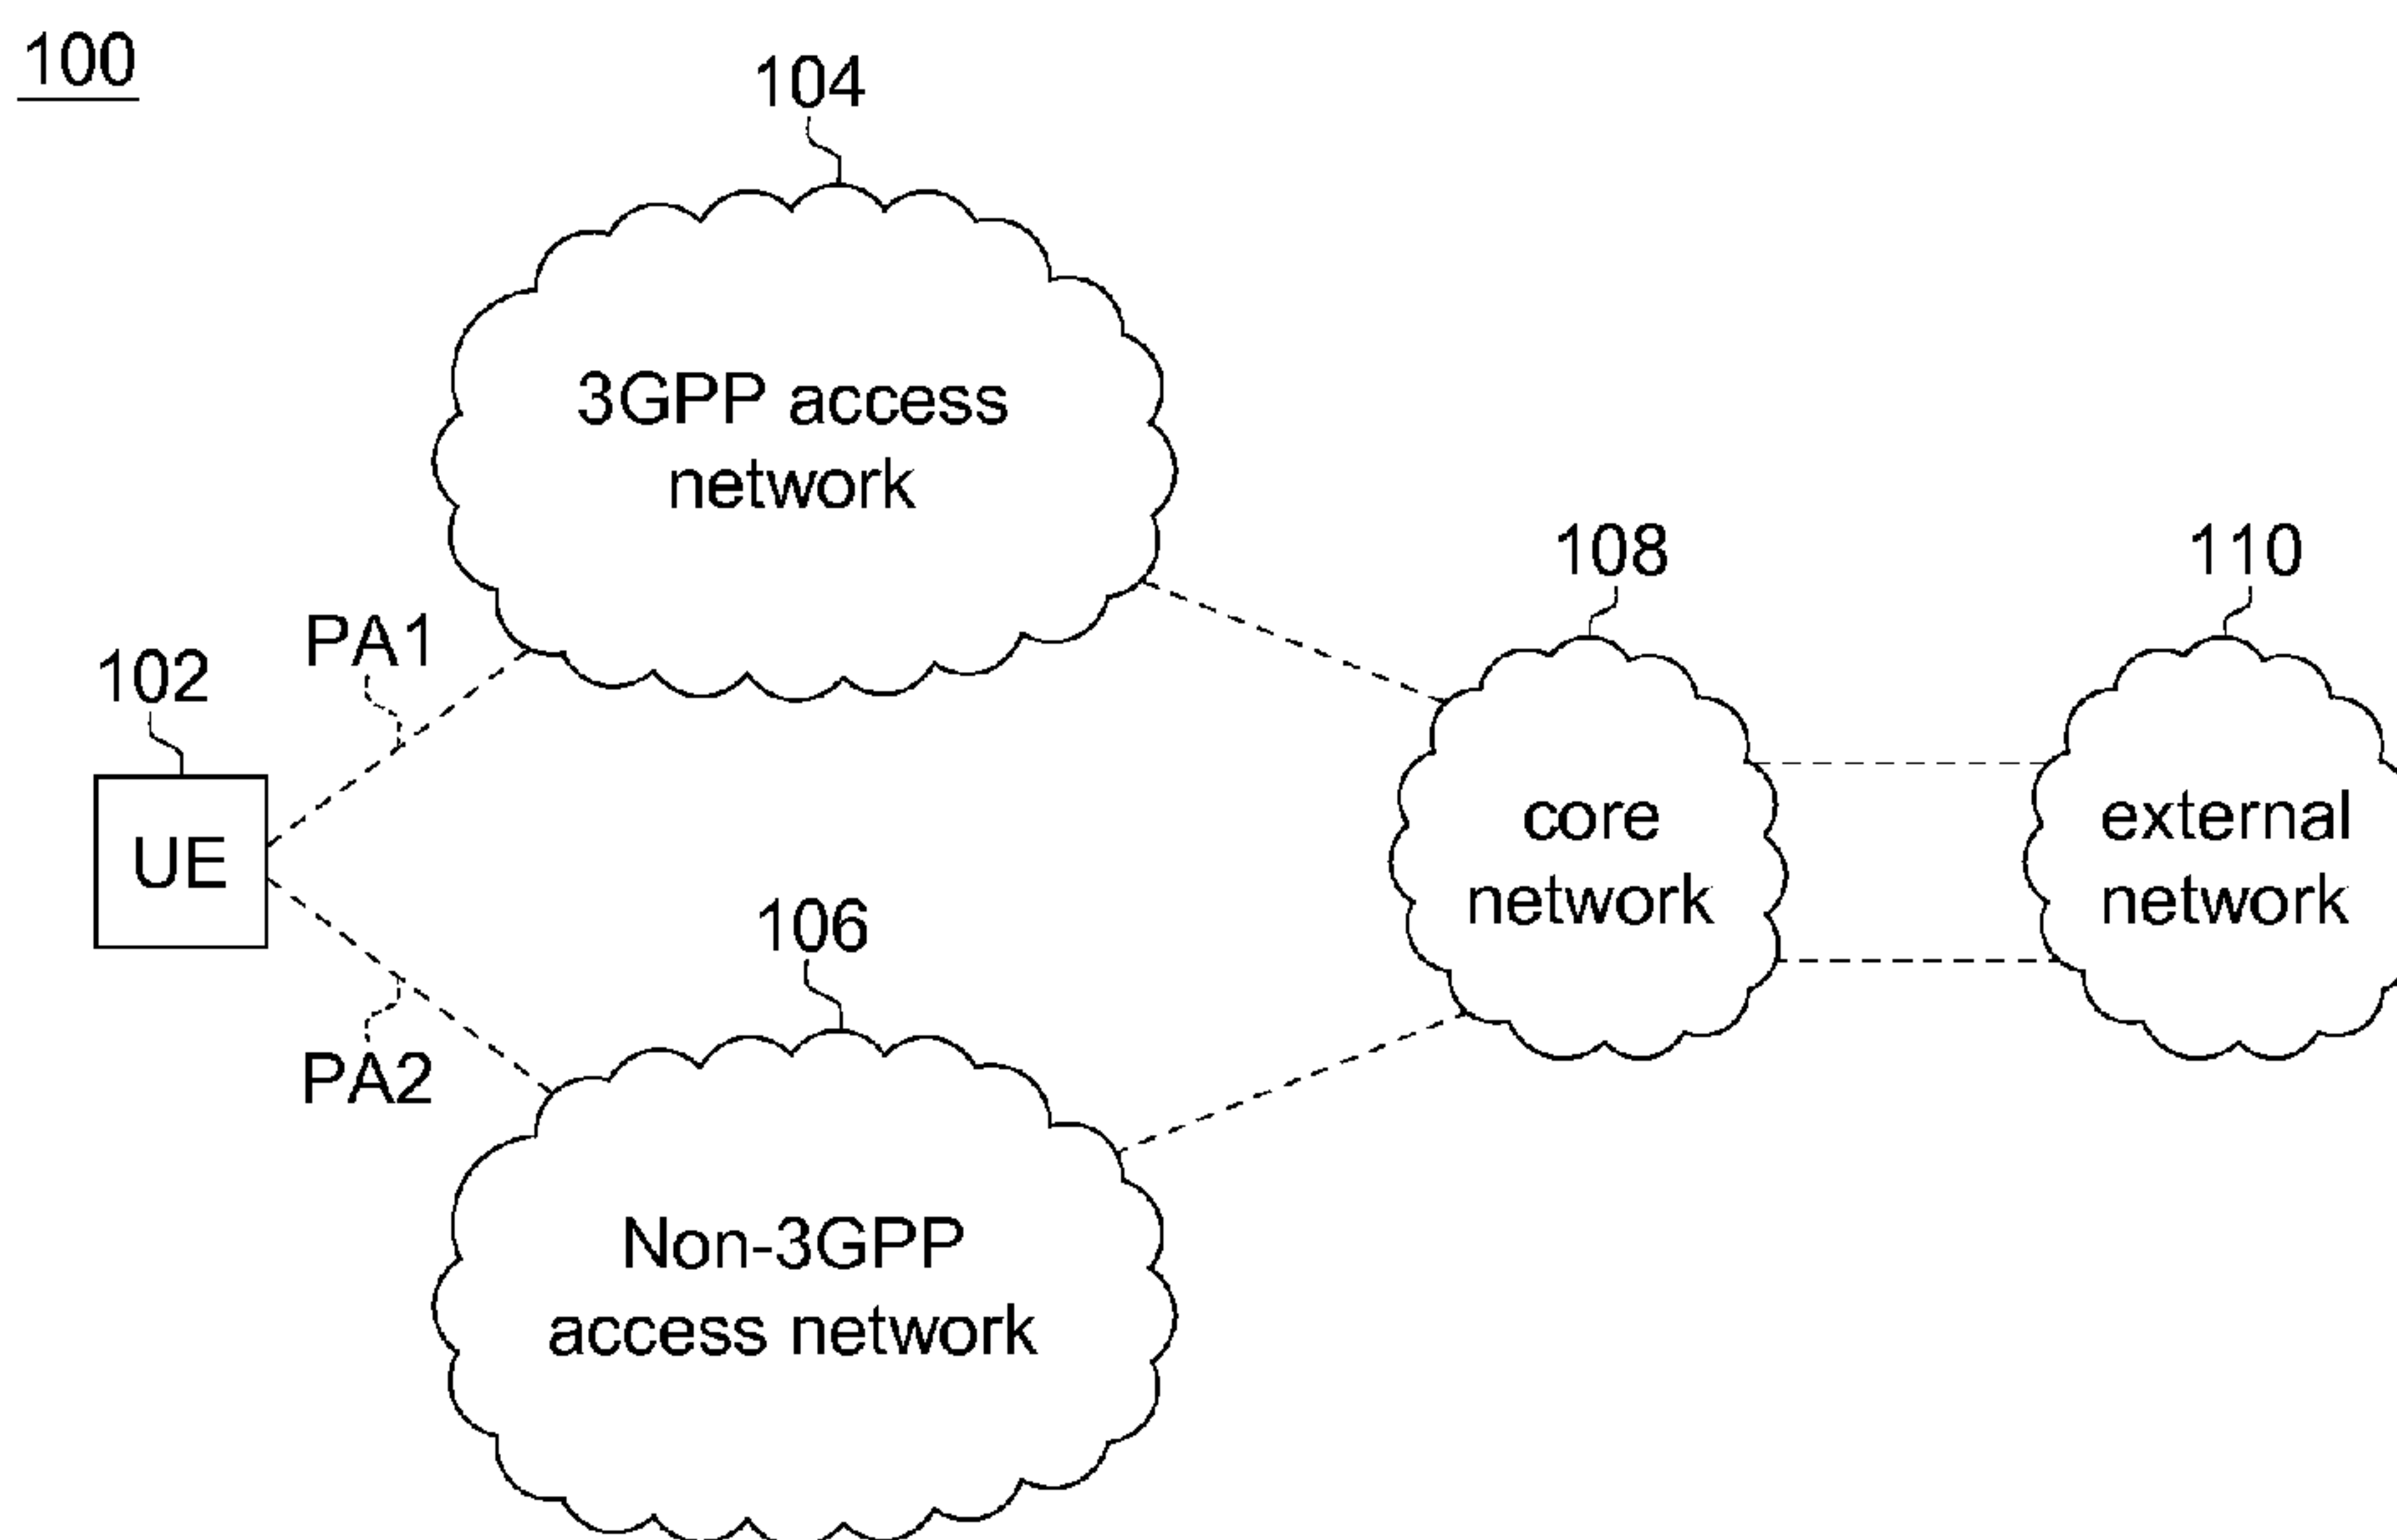 100
104
3GPP access
network
108
110
PA1
102
core
network
external
network
UE
106
PA2
Non-3GPP
access network